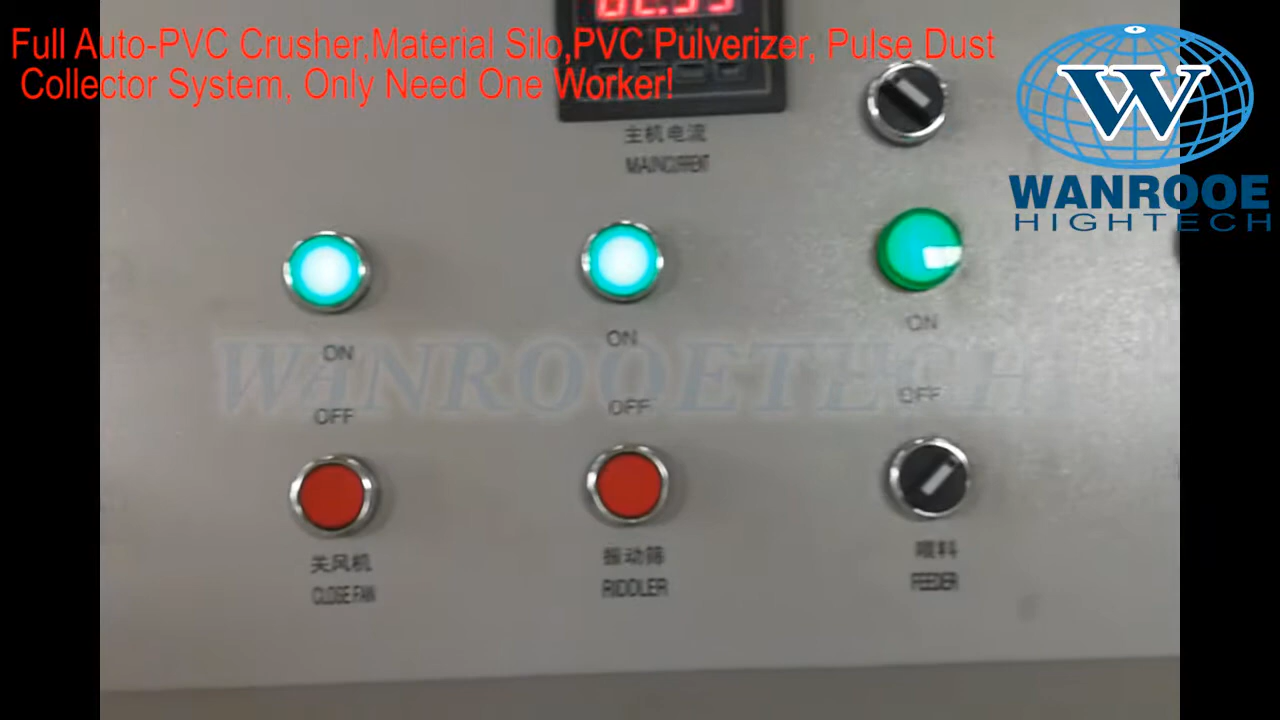 Full Auto-PVC Crusher,Material Silo,PVC Pulverizer, Pulse Dust
Collector System, Only Need One Worker!
W
WANROOE
HIGHTECH
主机电流
MAINCURRENT
ON
ON
ON
WANROOETECH
OFF
OFF
OFF
关风机
CLOSE FAN
振动筛
RIDDLER
喂料
FEEDER